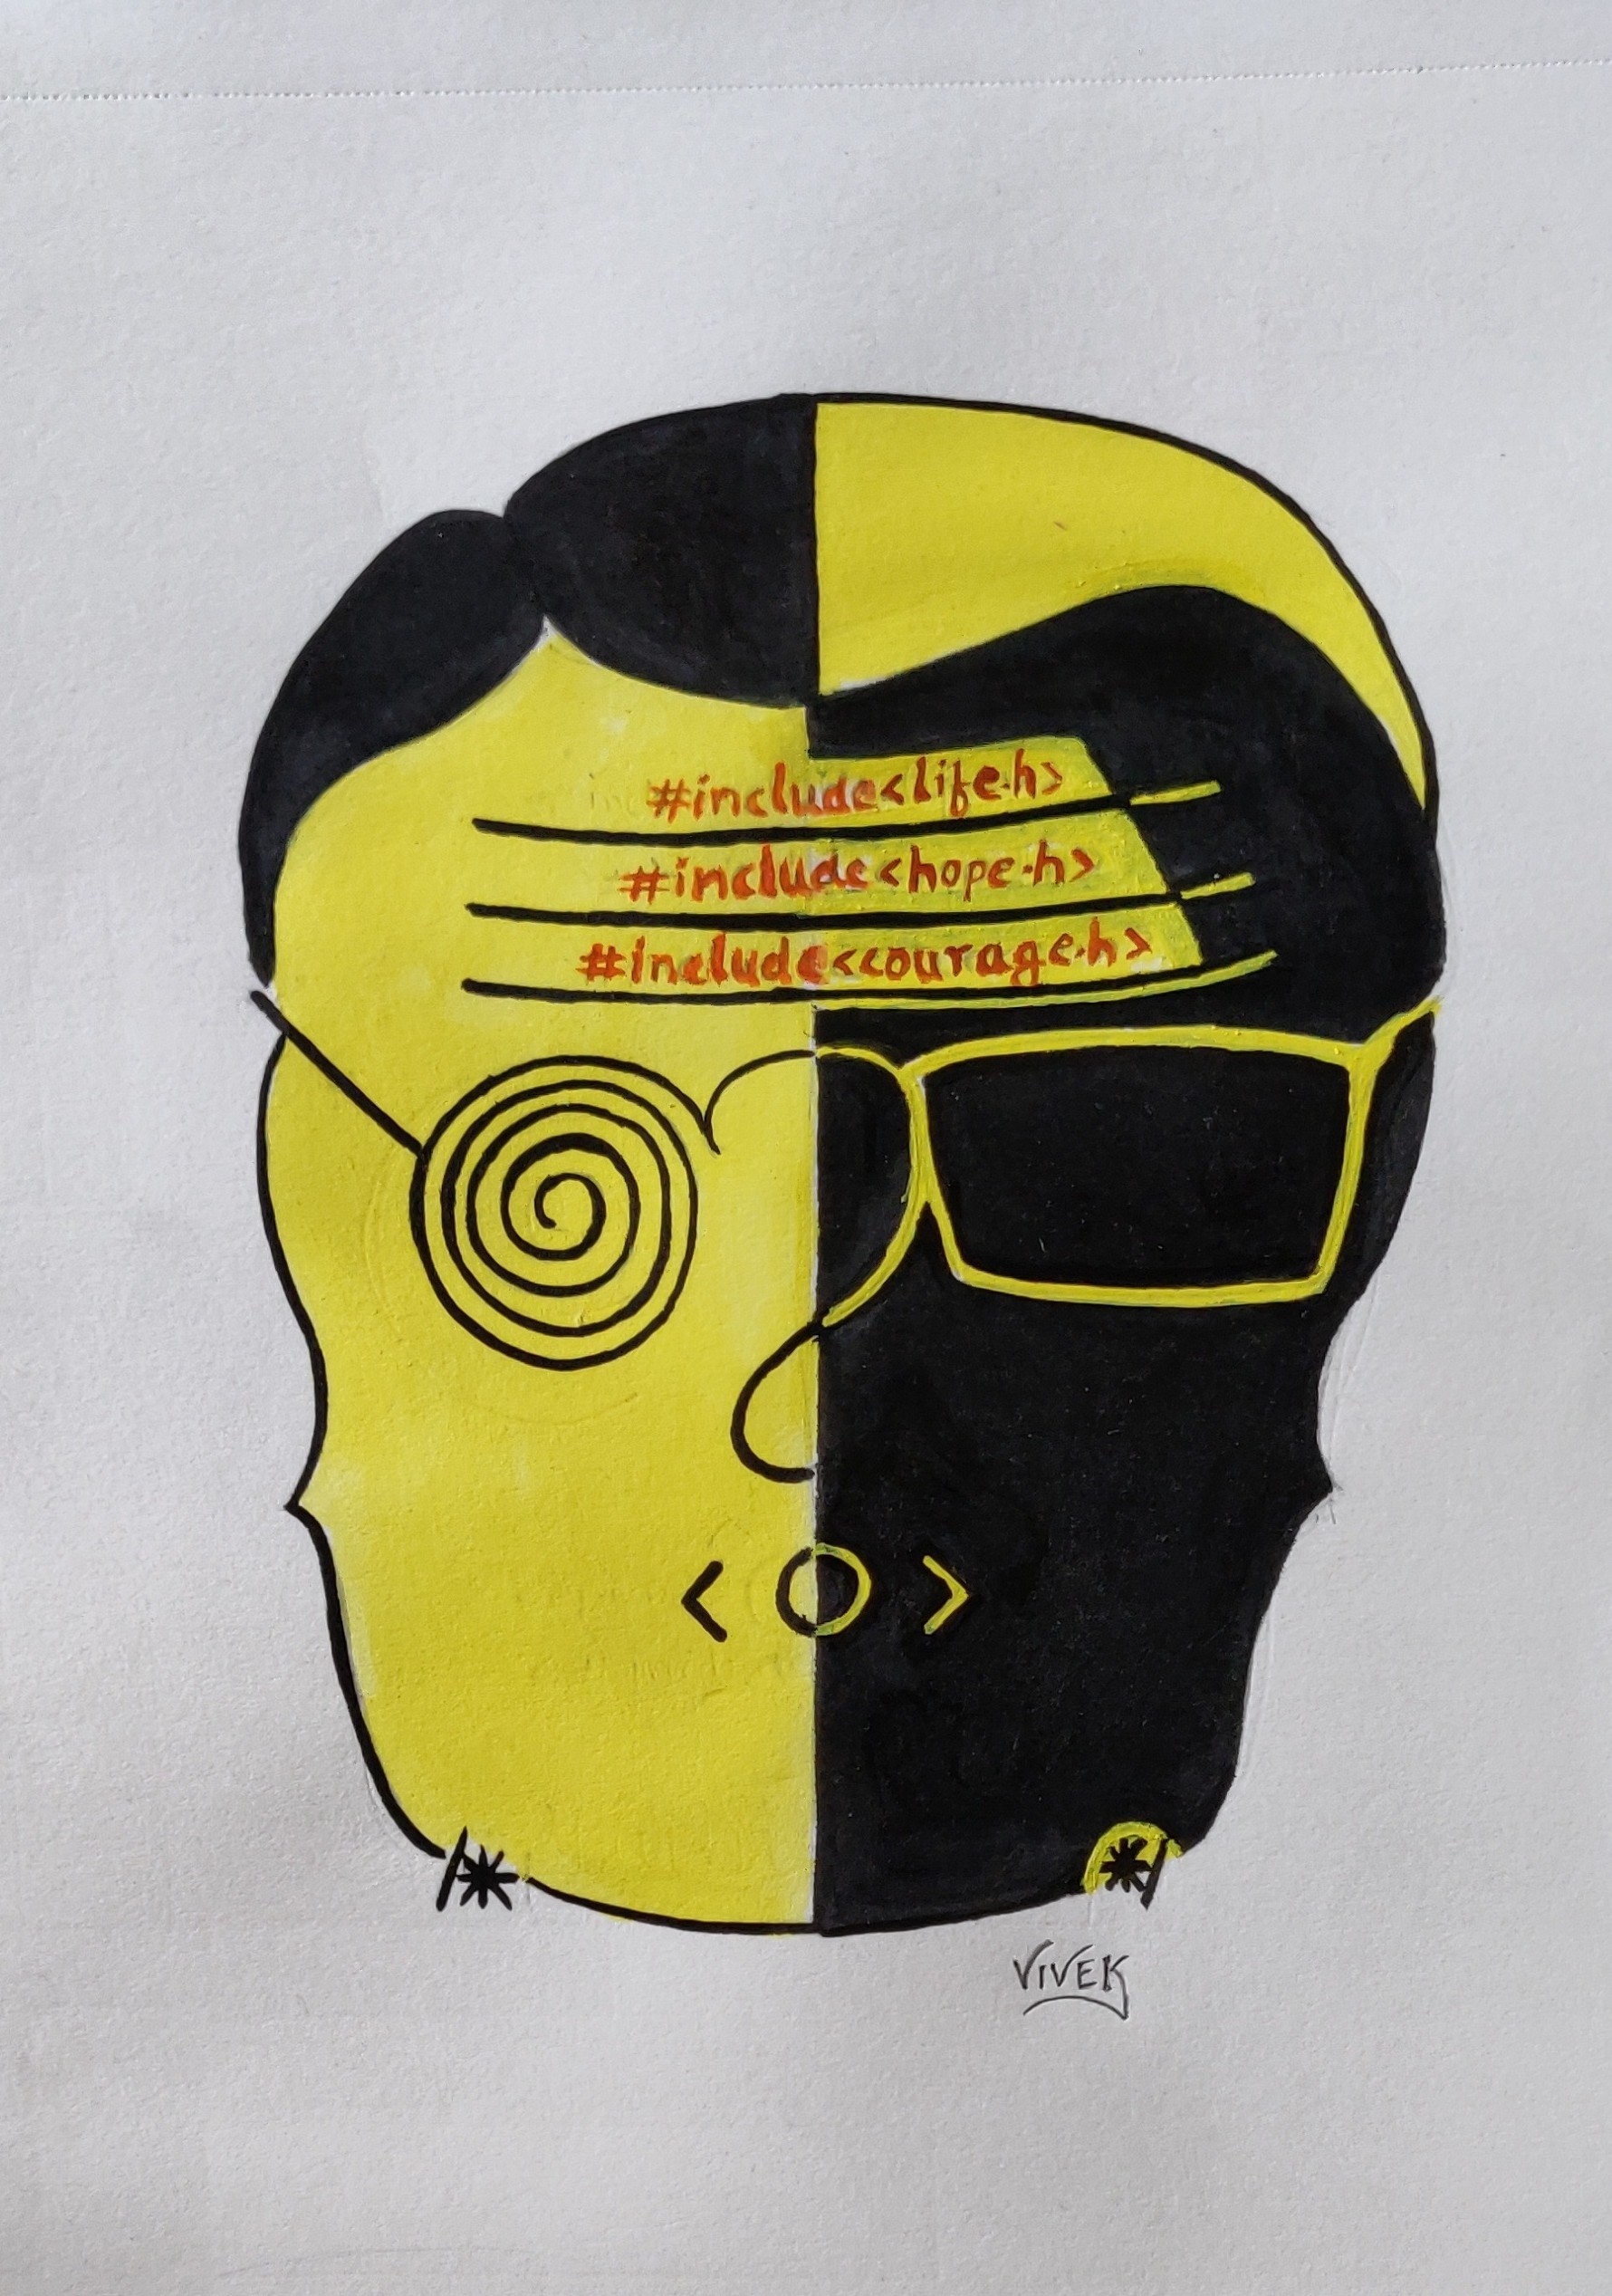 #include<life.h>
#include<hope.h>
#include<courage.h>
< O >
/* */
VIVEK